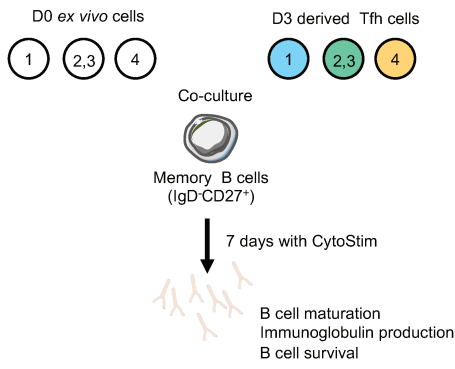 D0 ex vivo cells
D3 derived Tfh cells
1
2,3
4
1
2,3
4
Co-culture
Memory B cells
(IgD-CD27+)
7 days with CytoStim
B cell maturation
Immunoglobulin production
B cell survival